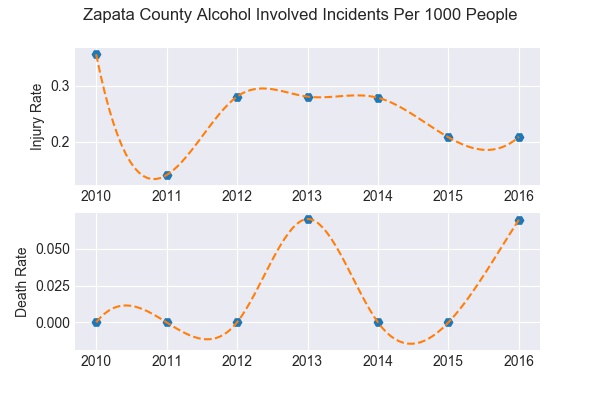 Zapata County Alcohol Involved Incidents Per 1000 People
Injury Rate
0.3
0.2
2010 2011 2012 2013 2014 2015 2016
Death Rate
0.050
0.025
0.000
2010 2011 2012 2013 2014 2015 2016